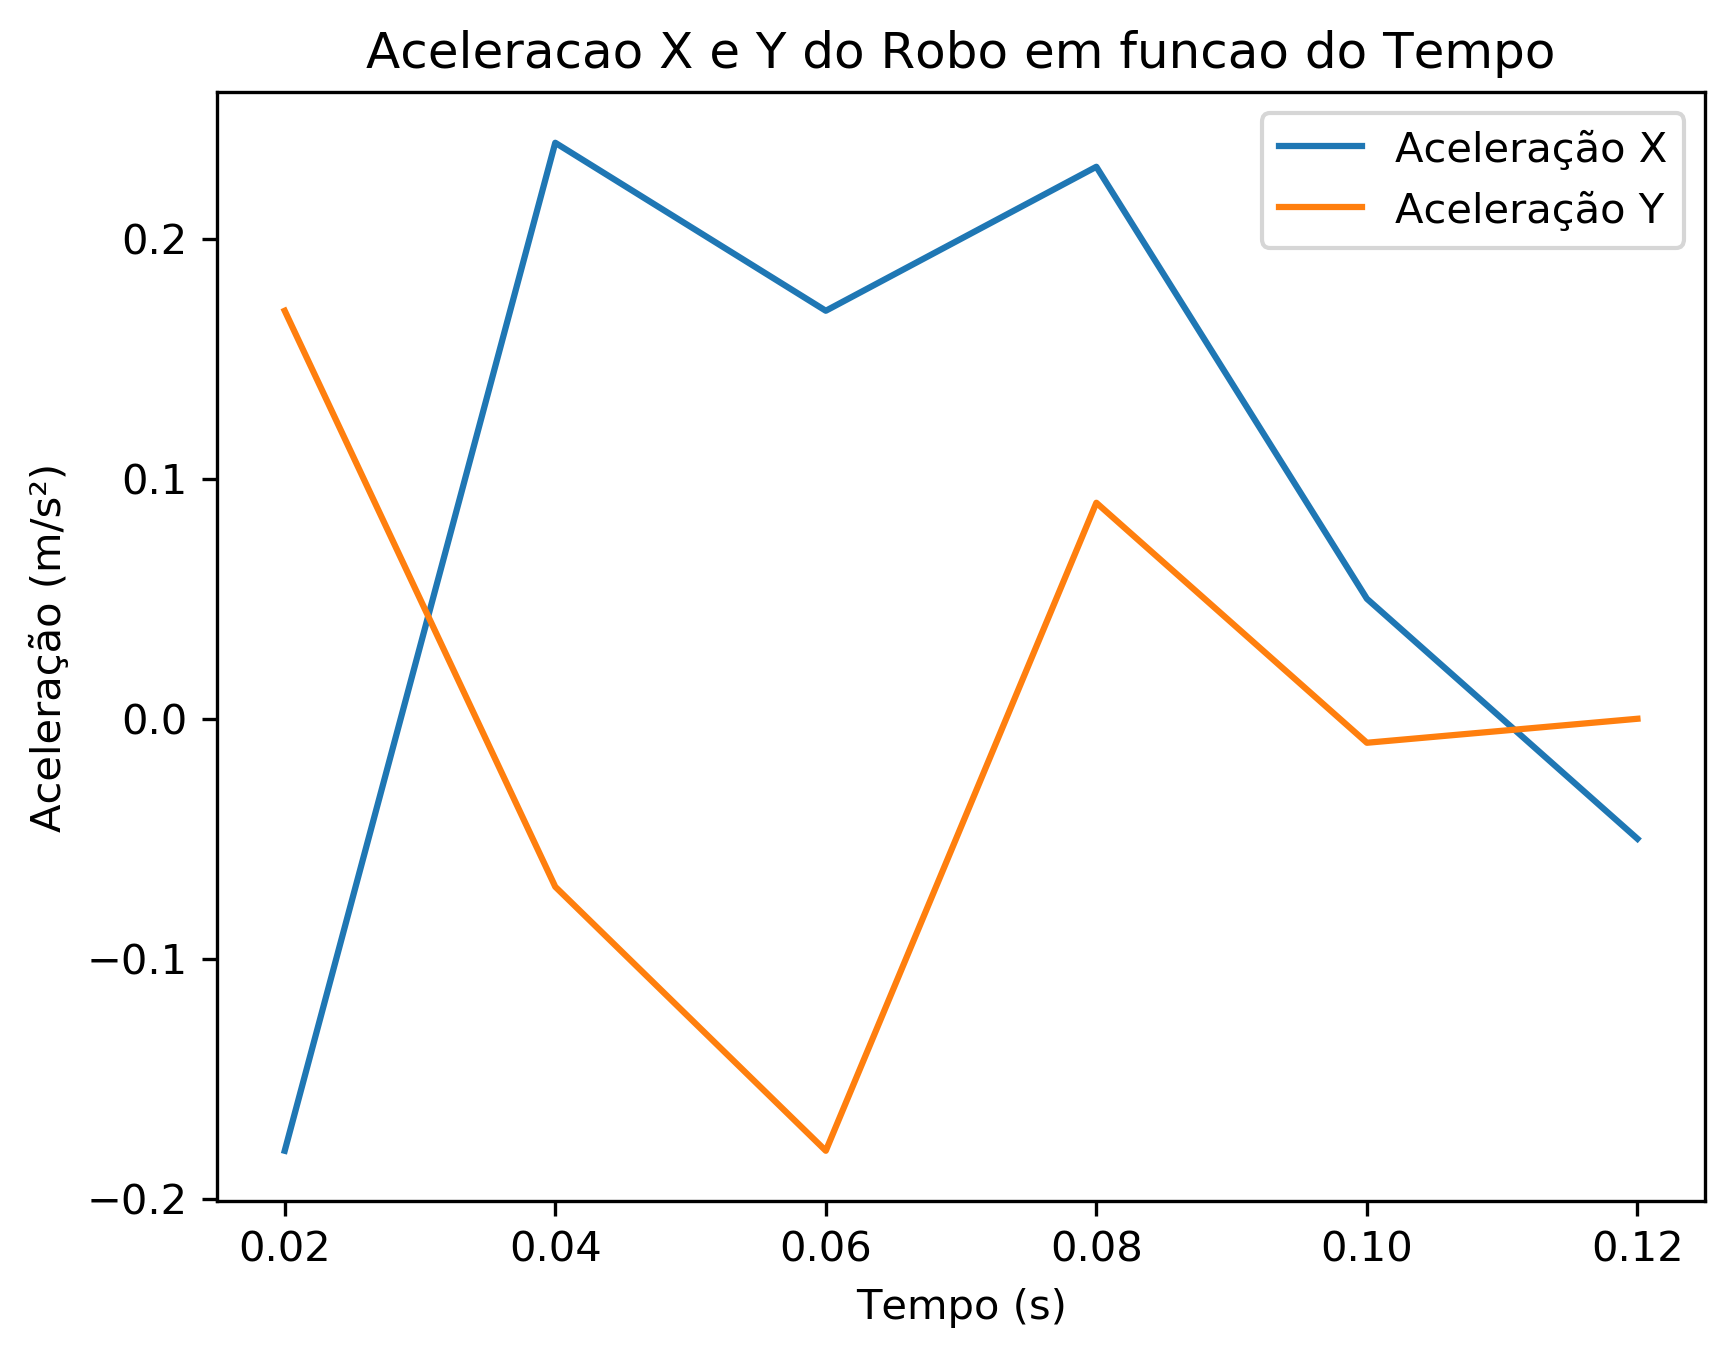 Aceleracao X e Y do Robo em funcao do Tempo
Aceleração X
Aceleração Y
Aceleração (m/s²)
0.2
0.1
0.0
−0.1
−0.2
0.02 0.04 0.06 0.08 0.10 0.12
Tempo (s)